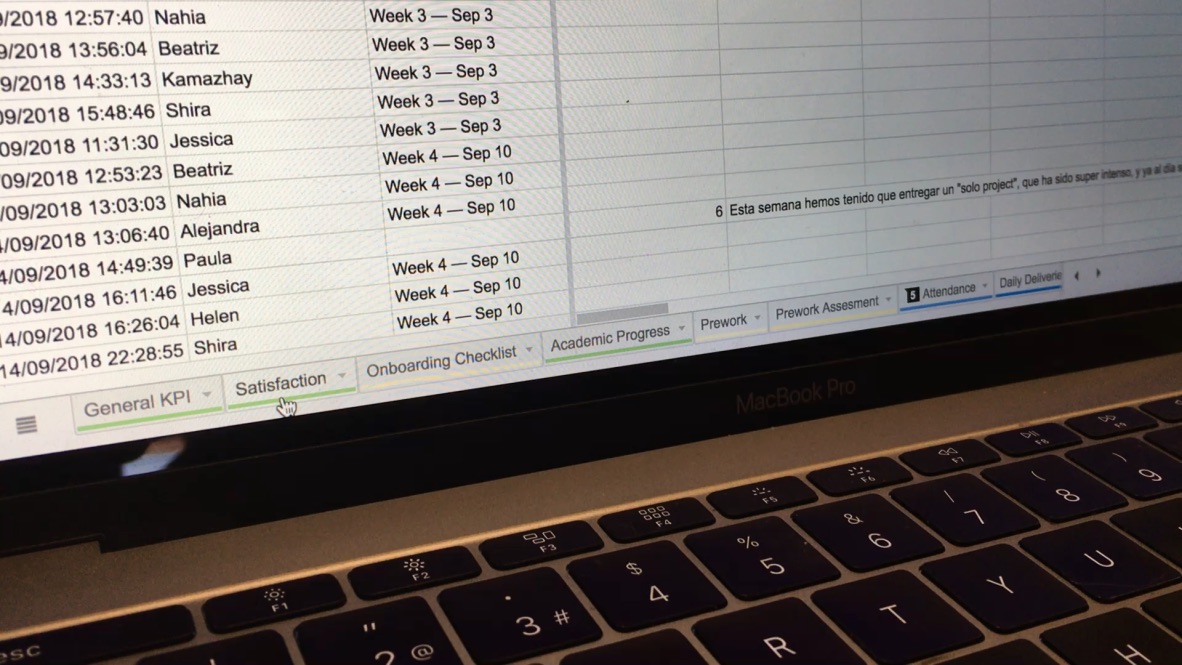 /2018 12:57:40 Nahia Week 3 — Sep 3
9/2018 13:56:04 Beatriz Week 3 — Sep 3
09/2018 14:33:13 Kamazhay Week 3 — Sep 3
09/2018 15:48:46 Shira Week 3 — Sep 3
09/2018 11:31:30 Jessica Week 3 — Sep 3
/09/2018 12:53:23 Beatriz Week 4 — Sep 10
/09/2018 13:03:03 Nahia Week 4 — Sep 10
4/09/2018 13:06:40 Alejandra Week 4 — Sep 10
4/09/2018 14:49:39 Paula
14/09/2018 16:11:46 Jessica Week 4 — Sep 10
14/09/2018 16:26:04 Helen Week 4 — Sep 10
14/09/2018 22:28:55 Shira Week 4 — Sep 10
6 Esta semana hemos tenido que entregar un "solo project", que ha sido super intenso, y ya al día
General KPI Satisfaction Onboarding Checklist Academic Progress Prework Prework Assesment 5 Attendance Daily Deliverie
MacBook Pro
esc F1 F2 F3 F4 F5 F6 F7 F8 F9
" 2 @ · 3 # $ 4 % 5 & 6 / 7 ( 8 ) 9
R T Y U
H